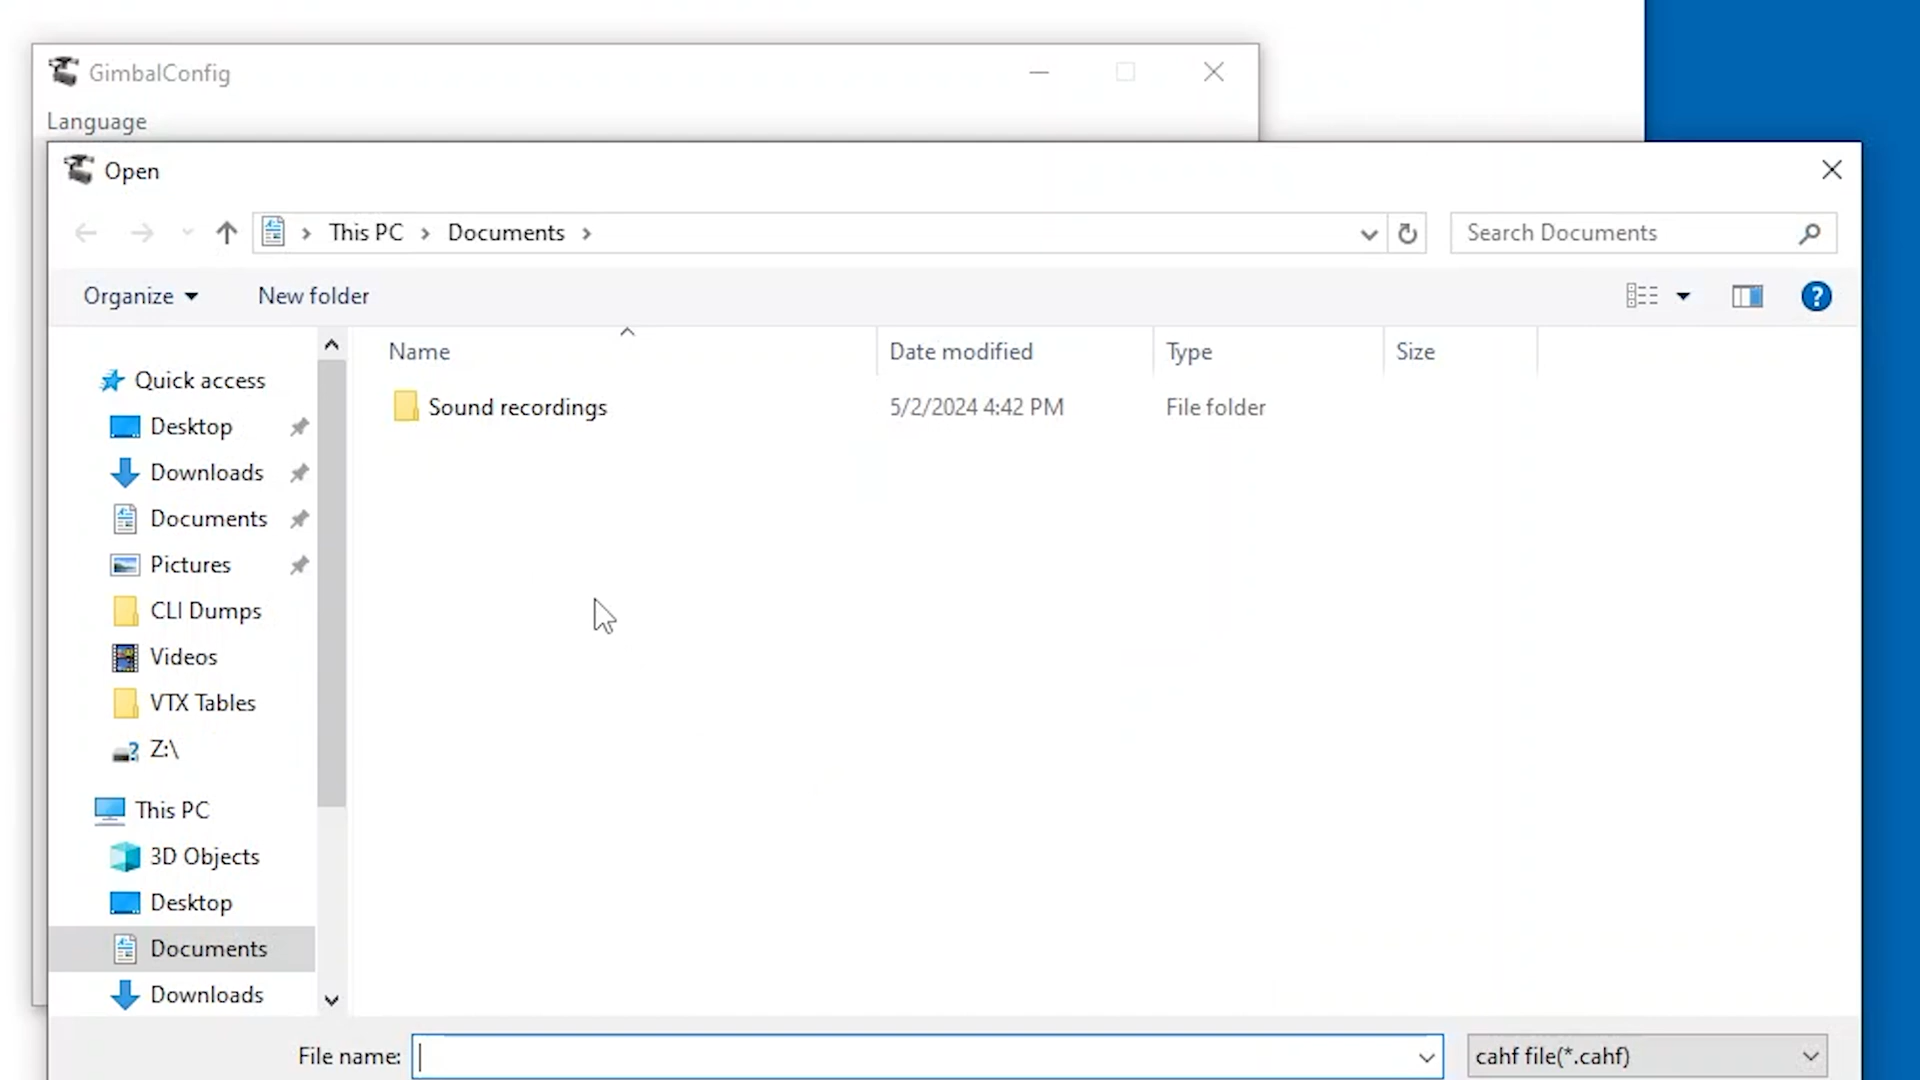 GimbalConfig
Language
Open
This PC
Documents
Search Documents
Organize
New folder
?
Name
Date modified
Type
Size
Sound recordings
5/2/2024 4:42 PM
File folder
Quick access
Desktop
Downloads
Documents
Pictures
CLI Dumps
Videos
VTX Tables
Z:\
This PC
3D Objects
Desktop
Documents
Downloads
File name:
cahf file(*.cahf)